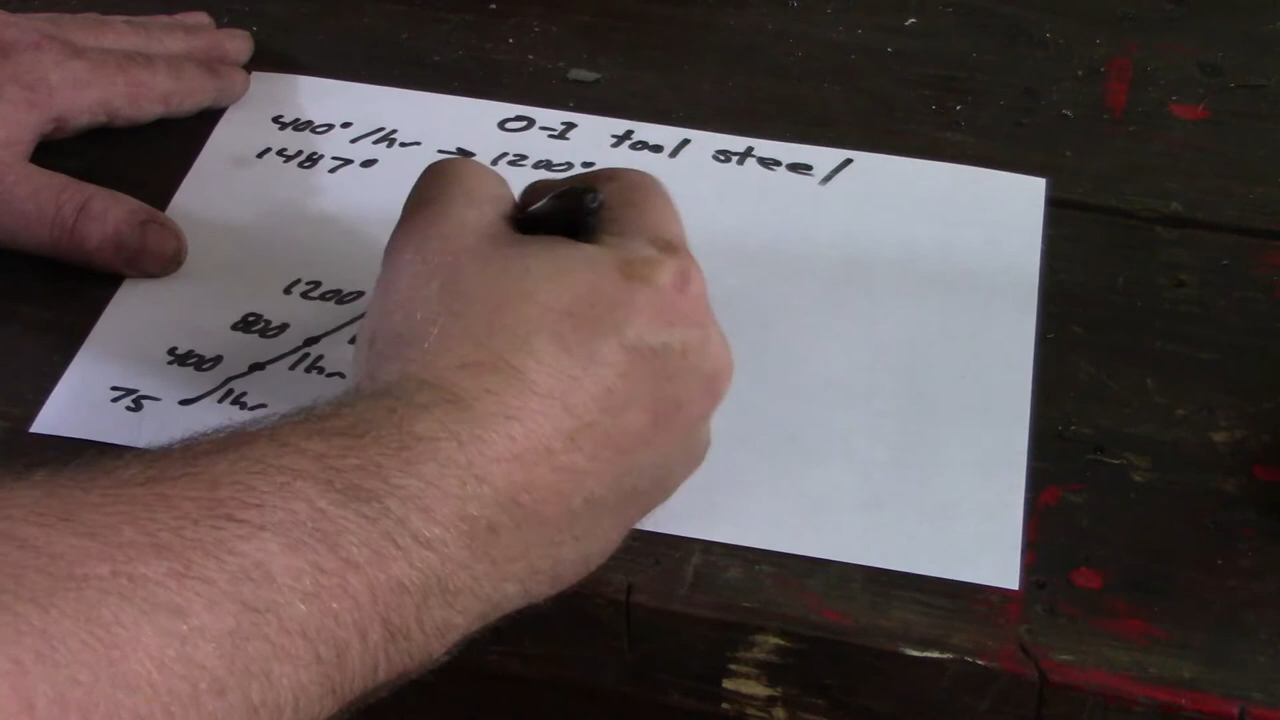 O-1 tool steel
400°/hr → 1200°
1487°
1200
800
1hr
400
1hr
75